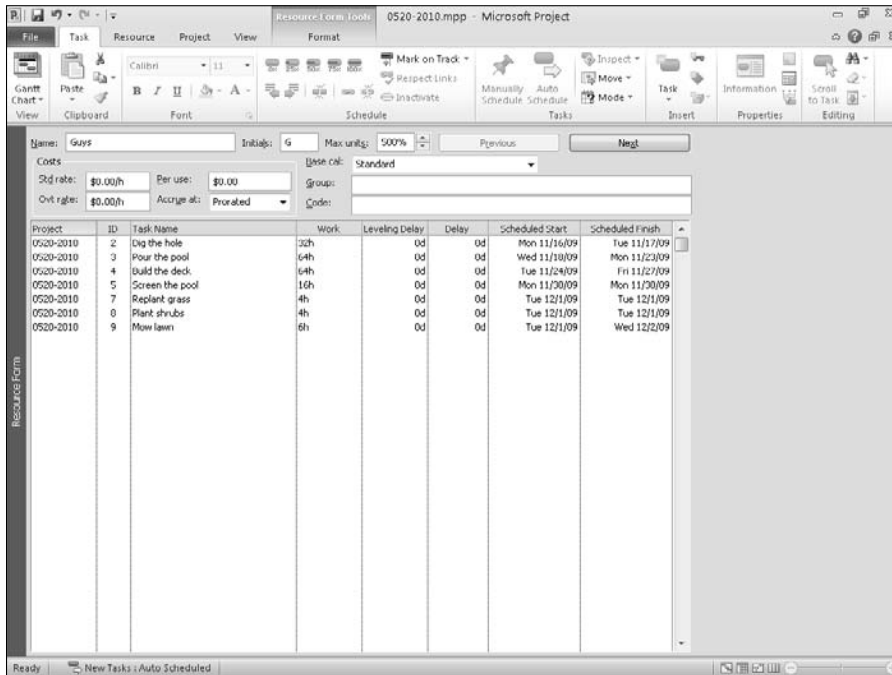 Resource Form Tools 0520-2010.mpp - Microsoft Project
File Task Resource Project View Format
Gantt Chart
Paste
Calibri 11
B I U A
Mark on Track
Respect Links
Inactivate
Manually Schedule
Auto Schedule
Inspect
Move
Mode
Task
Information
Scroll to Task
View Clipboard Font Schedule Tasks Insert Properties Editing
Name: Guys Initials: G Max units: 500% Previous Next
Costs
Base cal: Standard
Std rate: $0.00/h Per use: $0.00 Group:
Ovt rate: $0.00/h Accrue at: Prorated Code:
Project ID Task Name Work Leveling Delay Delay Scheduled Start Scheduled Finish
0520-2010 2 Dig the hole 32h 0d 0d Mon 11/16/09 Tue 11/17/09
0520-2010 3 Pour the pool 64h 0d 0d Wed 11/18/09 Mon 11/23/09
0520-2010 4 Build the deck 64h 0d 0d Tue 11/24/09 Fri 11/27/09
0520-2010 5 Screen the pool 16h 0d 0d Mon 11/30/09 Mon 11/30/09
0520-2010 7 Replant grass 4h 0d 0d Tue 12/1/09 Tue 12/1/09
0520-2010 8 Plant shrubs 4h 0d 0d Tue 12/1/09 Tue 12/1/09
0520-2010 9 Mow lawn 6h 0d 0d Tue 12/1/09 Wed 12/2/09
Resource Form
Ready New Tasks : Auto Scheduled